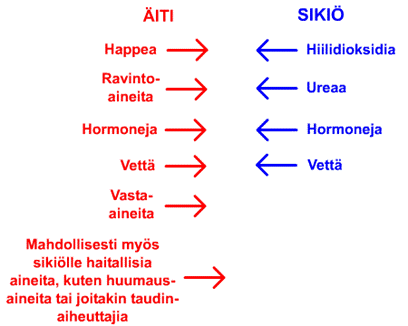 ÄITI SIKIÖ
Happea Hiilidioksidia
Ravinto-
aineita Ureaa
Hormoneja Hormoneja
Vettä Vettä
Vasta-
aineita
Mahdollisesti myös
sikiölle haitallisia
aineita, kuten huumaus-
aineita tai joitakin taudin-
aiheuttajia